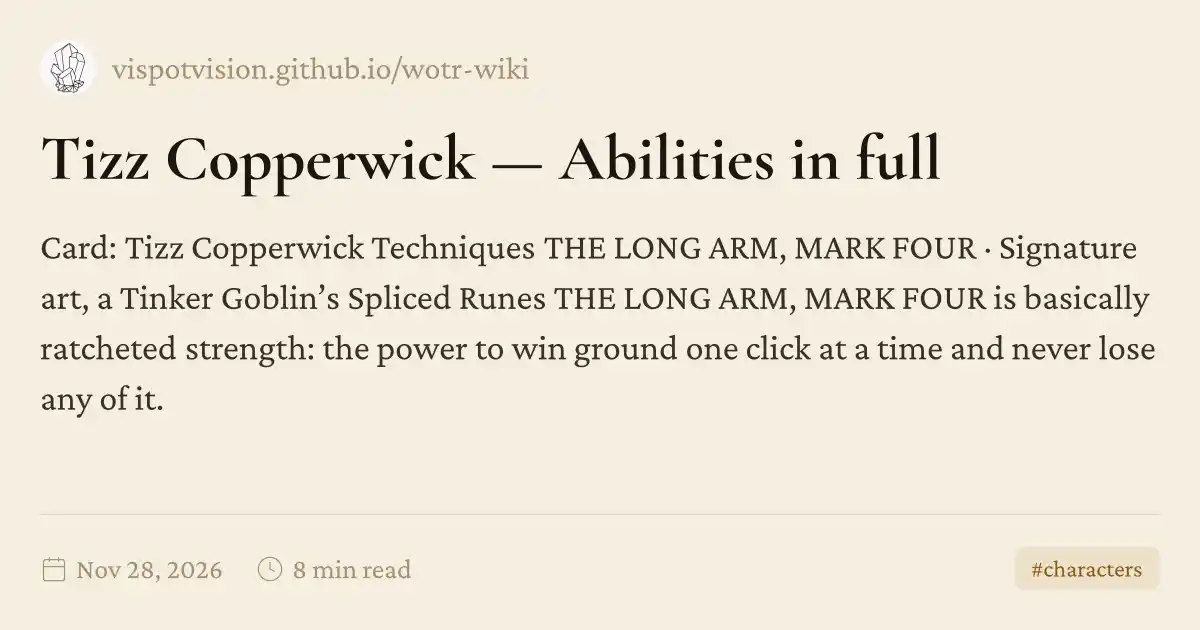 vispotvision.github.io/wotr-wiki
Tizz Copperwick — Abilities in full
Card: Tizz Copperwick Techniques THE LONG ARM, MARK FOUR · Signature
art, a Tinker Goblin’s Spliced Runes THE LONG ARM, MARK FOUR is basically
ratcheted strength: the power to win ground one click at a time and never lose
any of it.
Nov 28, 2026 8 min read #characters